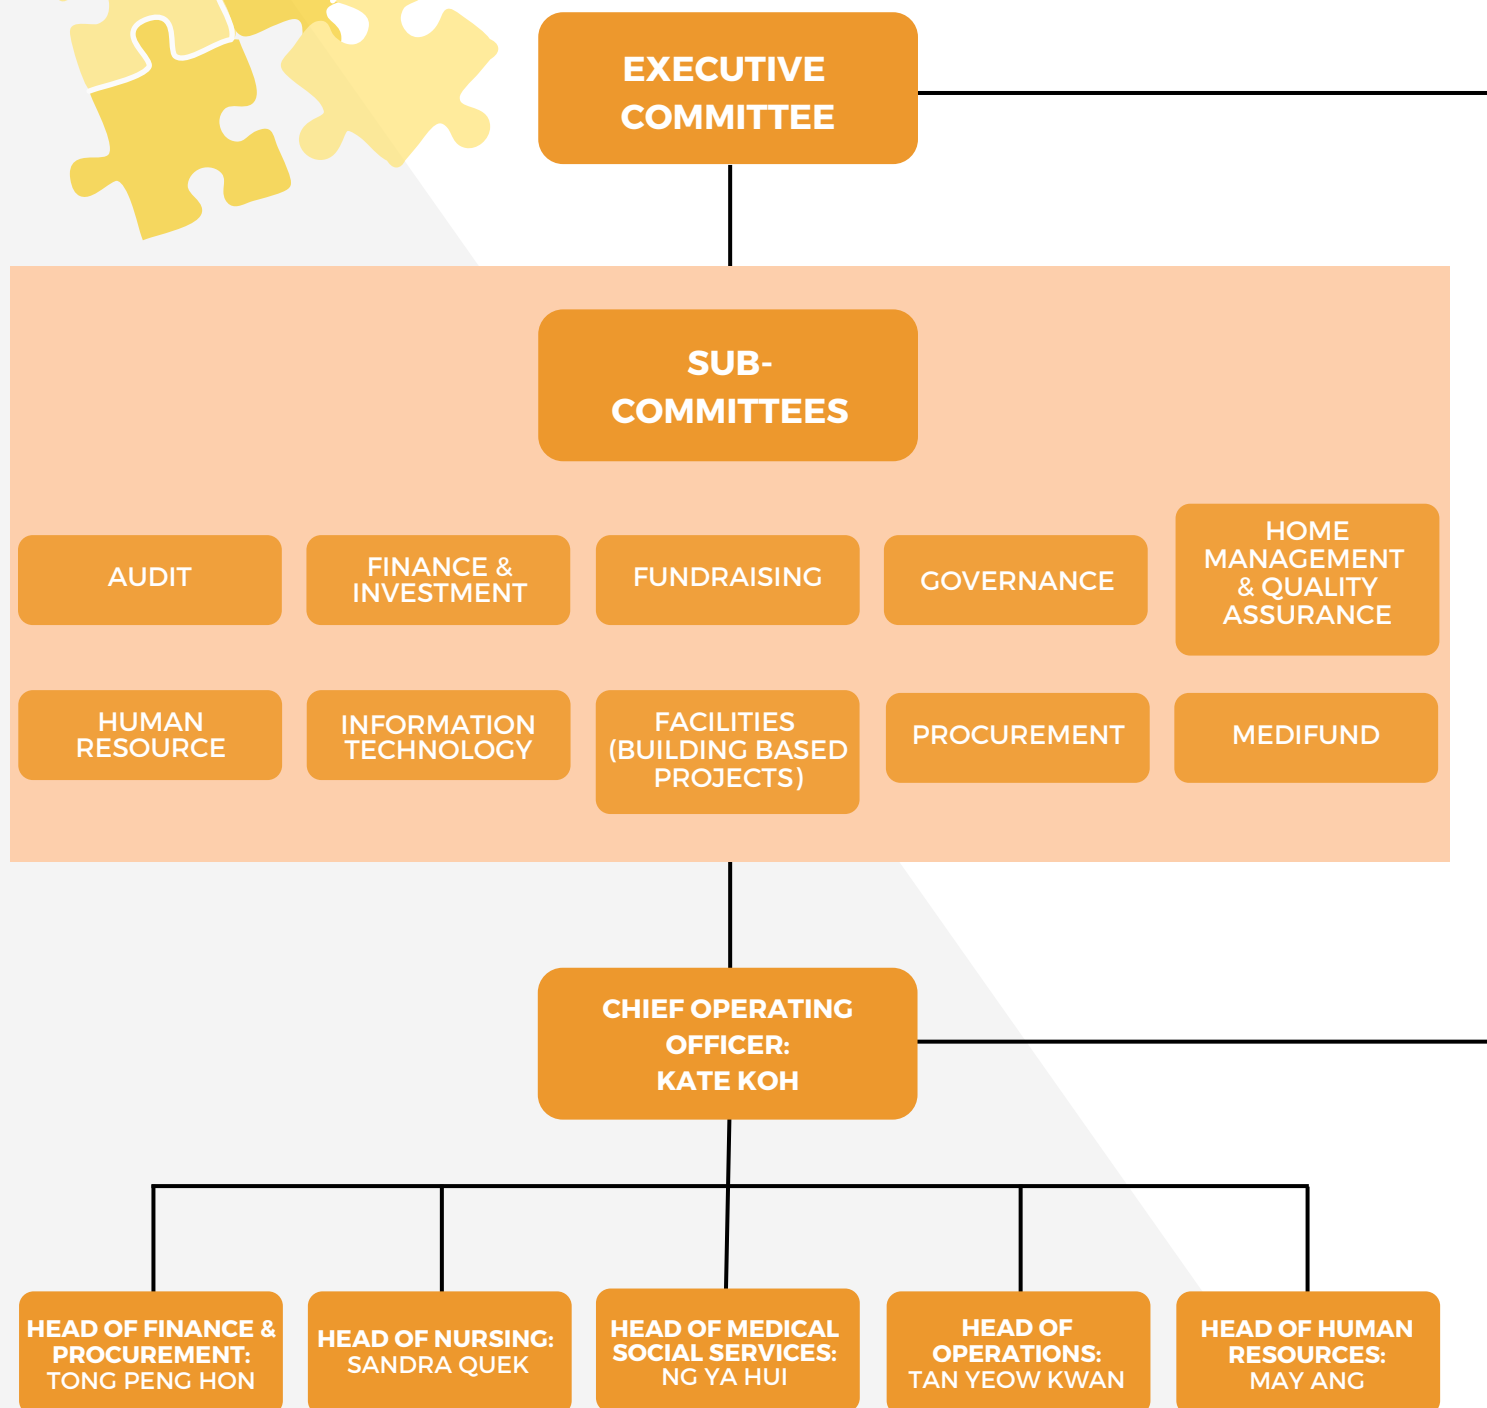 EXECUTIVE
COMMITTEE
SUB-
COMMITTEES
AUDIT
FINANCE &
INVESTMENT
FUNDRAISING
GOVERNANCE
HOME
MANAGEMENT
& QUALITY
ASSURANCE
HUMAN
RESOURCE
INFORMATION
TECHNOLOGY
FACILITIES
(BUILDING BASED
PROJECTS)
PROCUREMENT
MEDIFUND
CHIEF OPERATING
OFFICER:
KATE KOH
HEAD OF FINANCE &
PROCUREMENT:
TONG PENG HON
HEAD OF NURSING:
SANDRA QUEK
HEAD OF MEDICAL
SOCIAL SERVICES:
NG YA HUI
HEAD OF
OPERATIONS:
TAN YEOW KWAN
HEAD OF HUMAN
RESOURCES:
MAY ANG